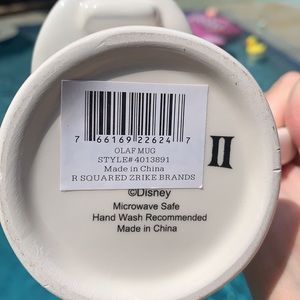 7 66169 22624 7
OLAF MUG
STYLE# 4013891
Made in China
R SQUARED ZRIKE BRANDS
II
©Disney
Microwave Safe
Hand Wash Recommended
Made in China